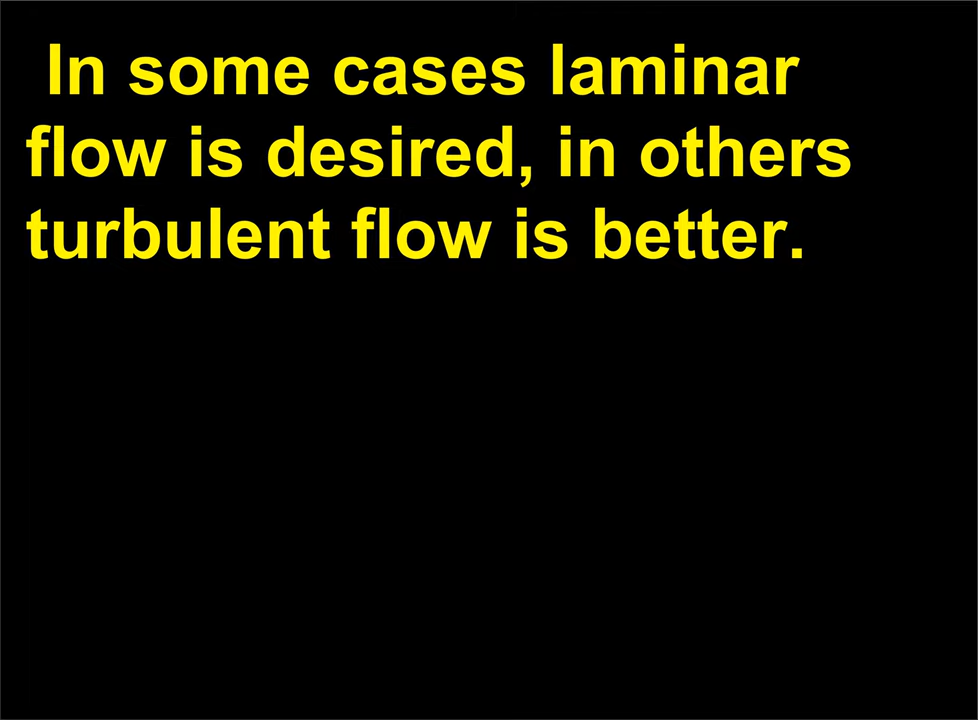 In some cases laminar
flow is desired, in others
turbulent flow is better.